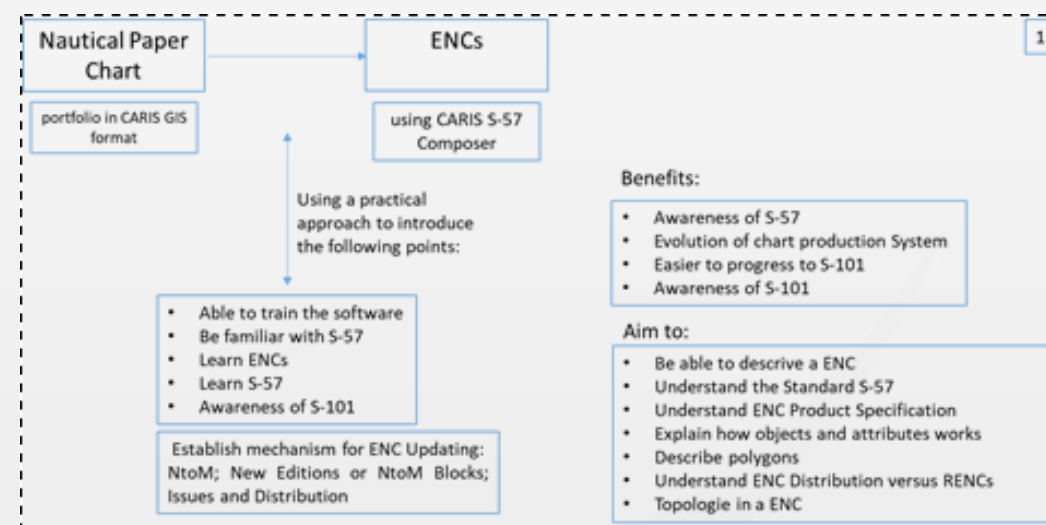 Nautical Paper
Chart
ENCs
1
portfolio in CARIS GIS
format
using CARIS S-57
Composer
Using a practical
approach to introduce
the following points:
• Able to train the software
• Be familiar with S-57
• Learn ENCs
• Learn S-57
• Awareness of S-101
Establish mechanism for ENC Updating:
NtoM; New Editions or NtoM Blocks;
Issues and Distribution
Benefits:
• Awareness of S-57
• Evolution of chart production System
• Easier to progress to S-101
• Awareness of S-101
Aim to:
• Be able to descrive a ENC
• Understand the Standard S-57
• Understand ENC Product Specification
• Explain how objects and attributes works
• Describe polygons
• Understand ENC Distribution versus RENCs
• Topologie in a ENC